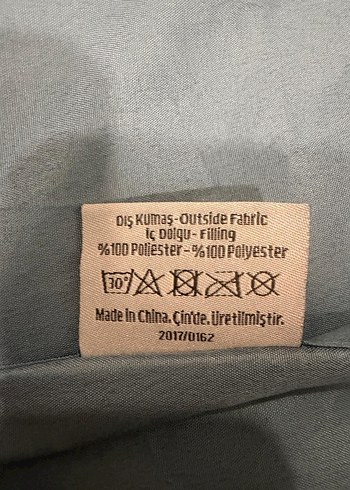 Dış Kumaş-Outside Fabric
İç Dolgu-Filling
%100 Poliester-%100 Polyester
30°
Made in China. Çin'de. Üretilmiştir.
2017/0162